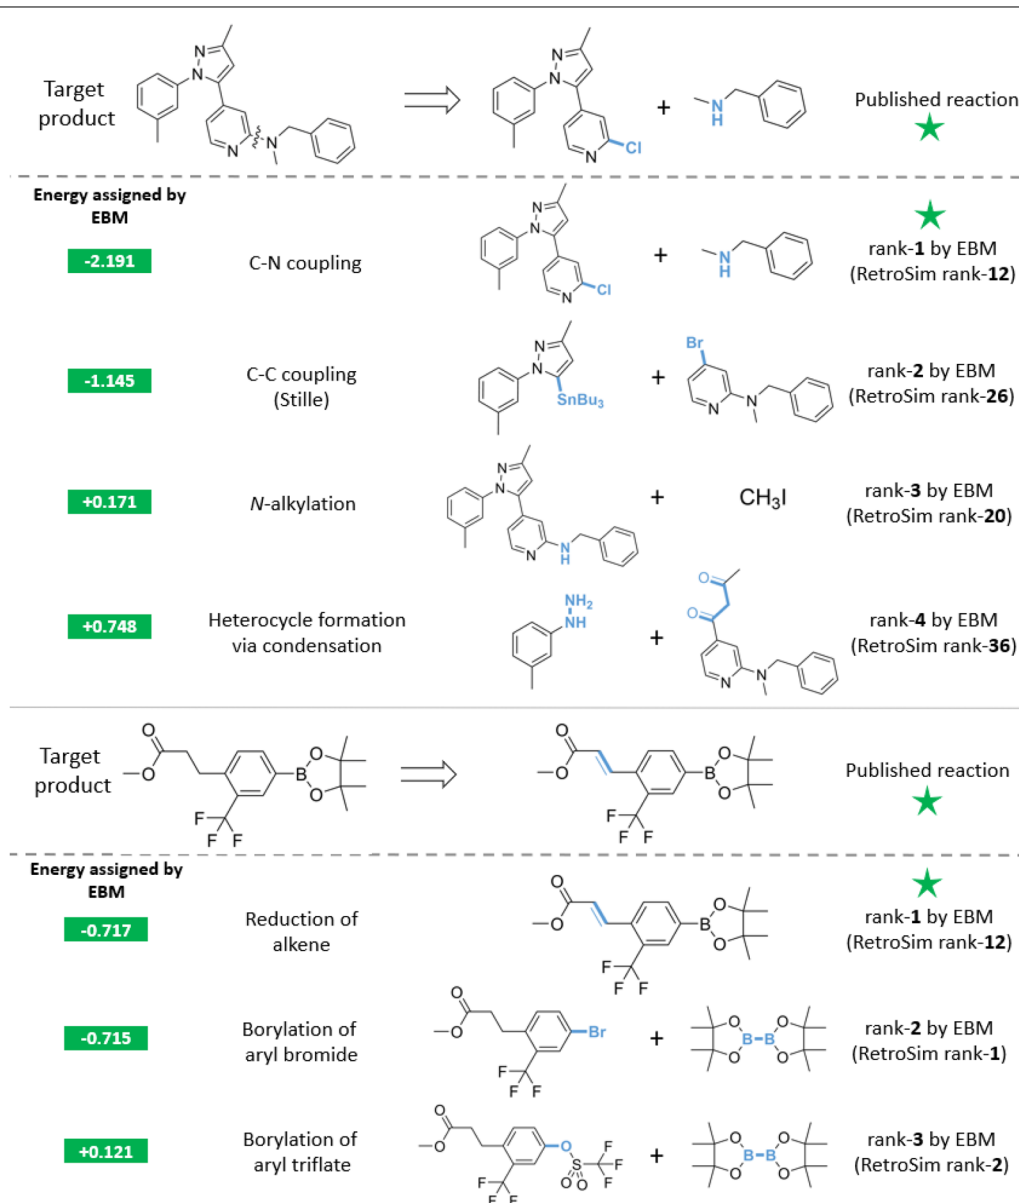 Target
product
N
N
N
N
N
N
N
Cl
+
N
H
Published reaction
Energy assigned by
EBM
-2.191
C-N coupling
N
N
N
Cl
+
N
H
rank-1 by EBM
(RetroSim rank-12)
-1.145
C-C coupling
(Stille)
N
N
SnBu3
+
Br
N
N
rank-2 by EBM
(RetroSim rank-26)
+0.171
N-alkylation
N
N
N
N
H
+
CH3I
rank-3 by EBM
(RetroSim rank-20)
+0.748
Heterocycle formation
via condensation
NH2
NH
+
O
O
N
N
rank-4 by EBM
(RetroSim rank-36)
Target
product
O
O
B
O
O
F
F
F
O
O
B
O
O
F
F
F
Published reaction
Energy assigned by
EBM
-0.717
Reduction of
alkene
O
O
B
O
O
F
F
F
rank-1 by EBM
(RetroSim rank-12)
-0.715
Borylation of
aryl bromide
O
O
Br
F
F
F
+
O
O
B
B
O
O
rank-2 by EBM
(RetroSim rank-1)
+0.121
Borylation of
aryl triflate
O
O
O
S
O
O
F
F
F
F
F
F
+
O
O
B
B
O
O
rank-3 by EBM
(RetroSim rank-2)